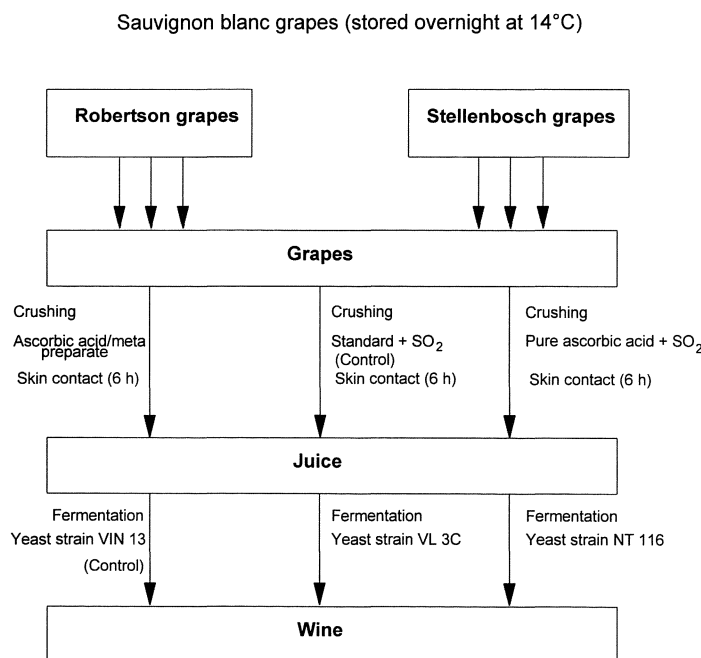 Sauvignon blanc grapes (stored overnight at 14°C)
Robertson grapes
Stellenbosch grapes
Grapes
Crushing
Ascorbic acid/meta
preparate
Skin contact (6 h)
Crushing
Standard + SO2
(Control)
Skin contact (6 h)
Crushing
Pure ascorbic acid + SO2
Skin contact (6 h)
Juice
Fermentation
Yeast strain VIN 13
(Control)
Fermentation
Yeast strain VL 3C
Fermentation
Yeast strain NT 116
Wine